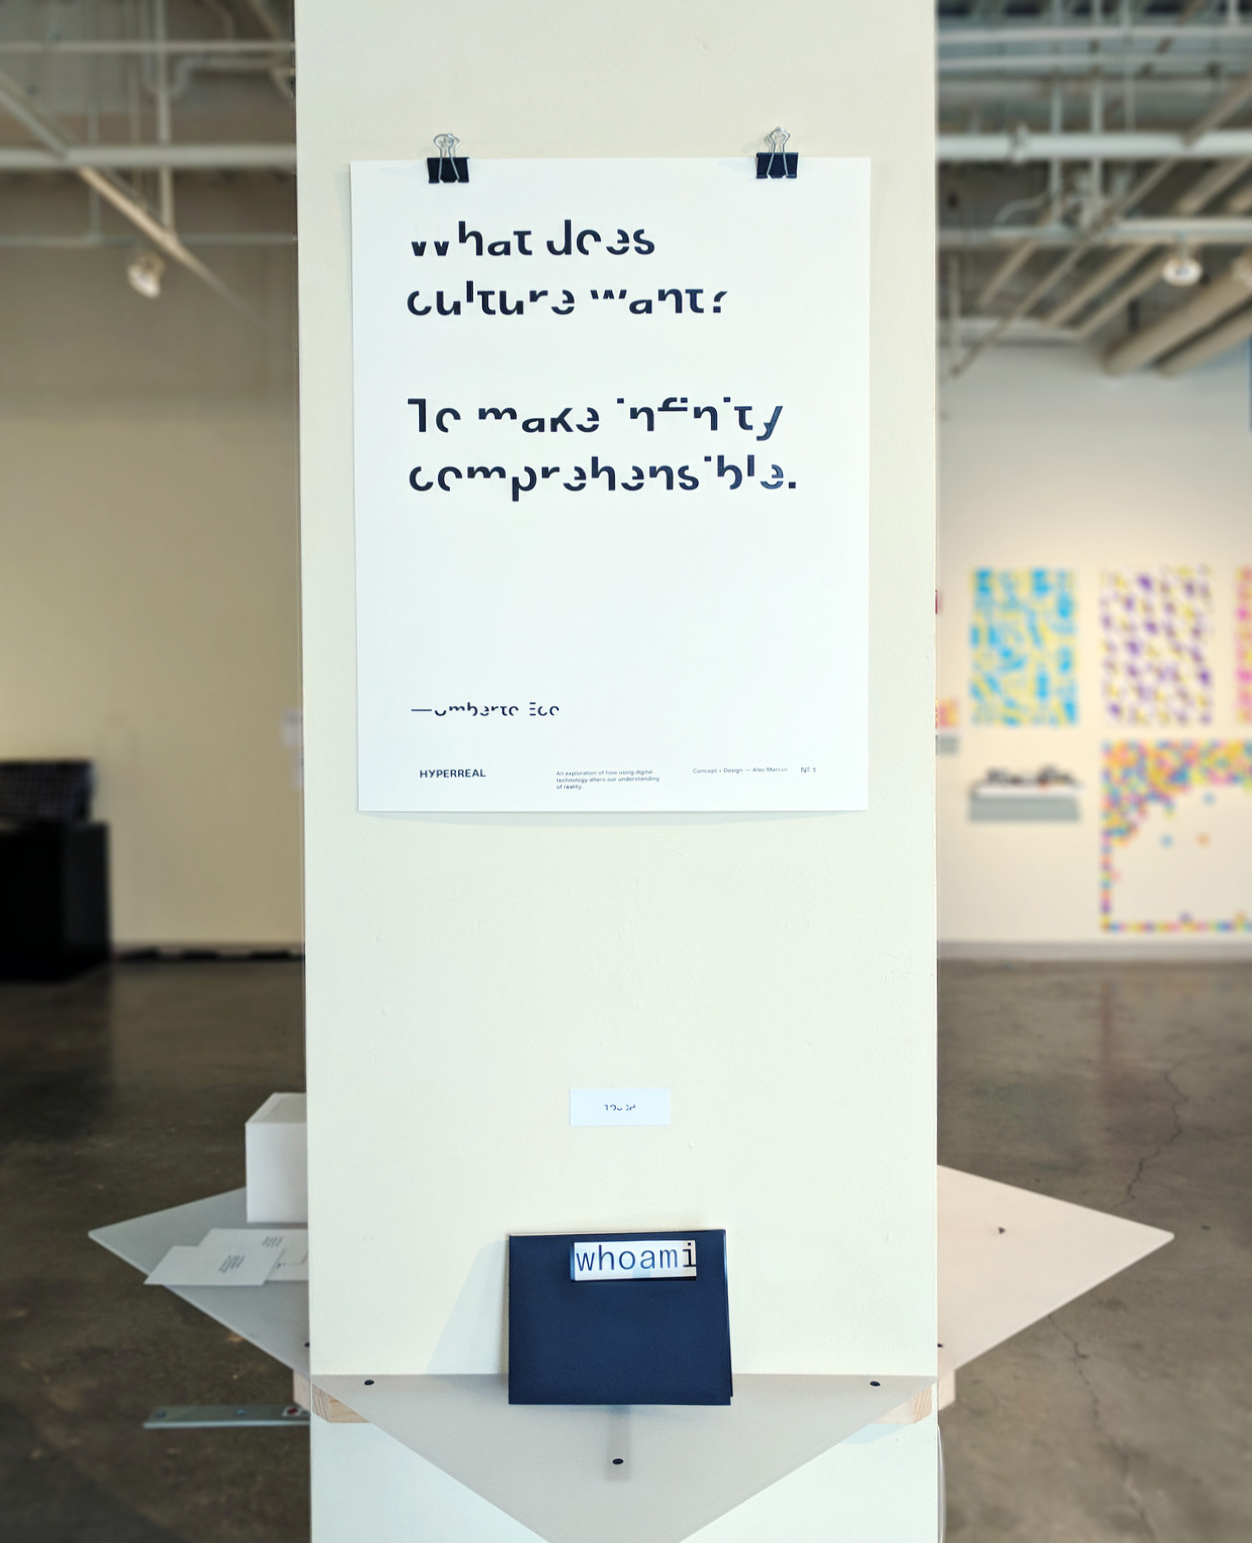 What does
culture want?
To make infinity
comprehensible.
—Umberto Eco
HYPERREAL
An exploration of how using digital
technology alters our understanding
of reality.
Concept + Design — Alec Marcus
Nº 1
whoami